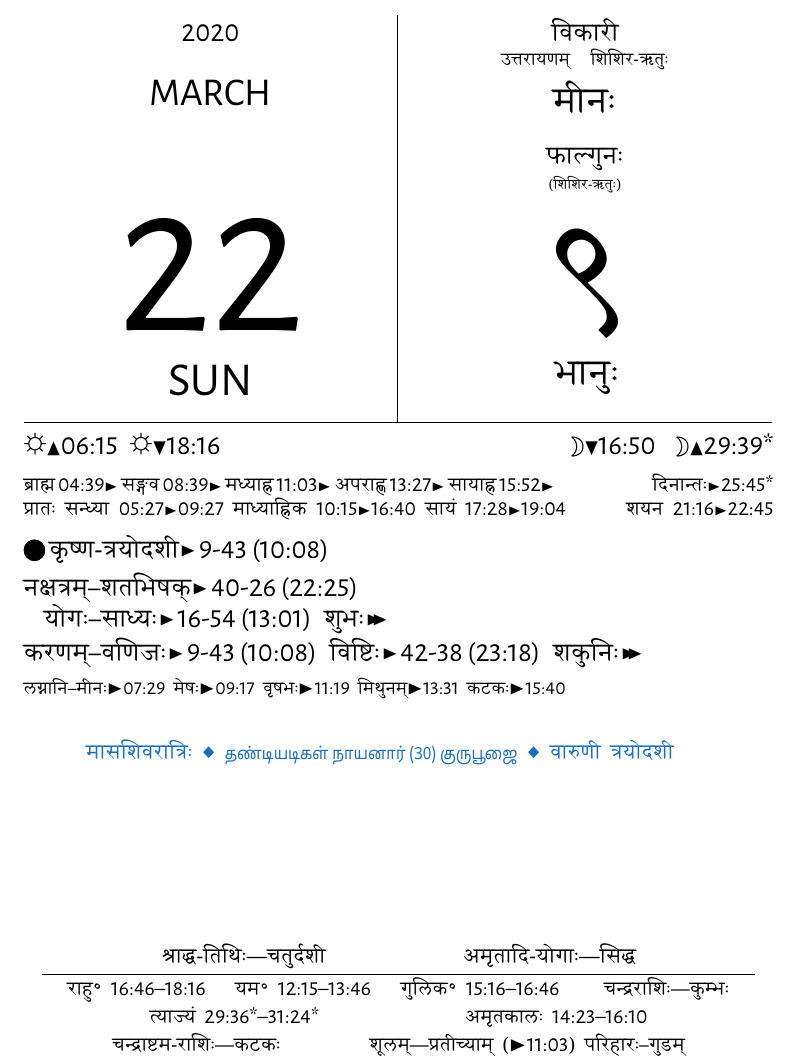 2020
MARCH
22
SUN
विकारी
उत्तरायणम् शिशिर-ऋतुः
मीनः
फाल्गुनः
(शिशिर-ऋतुः)
९
भानुः
☼▲06:15 ☼▼18:16 ☽▼16:50 ☽▲29:39*
ब्राह्म 04:39► सङ्गव 08:39► मध्याह्न 11:03► अपराह्ण 13:27► सायाह्न 15:52► दिनान्तः►25:45*
प्रातः सन्ध्या 05:27►09:27 माध्याह्निक 10:15►16:40 सायं 17:28►19:04 शयन 21:16►22:45
●कृष्ण-त्रयोदशी►9-43 (10:08)
नक्षत्रम्–शतभिषक्►40-26 (22:25)
योगः–साध्यः►16-54 (13:01) शुभः►►
करणम्–वणिजः►9-43 (10:08) विष्टिः►42-38 (23:18) शकुनिः►►
लग्नानि–मीनः►07:29 मेषः►09:17 वृषभः►11:19 मिथुनम्►13:31 कटकः►15:40
मासशिवरात्रिः ◆ தண்டியடிகள் நாயனார் (30) குருபூஜை ◆ वारुणी त्रयोदशी
श्राद्ध-तिथिः—चतुर्दशी अमृतादि-योगाः—सिद्ध
राहु॰ 16:46–18:16 यम॰ 12:15–13:46 गुलिक॰ 15:16–16:46 चन्द्रराशिः—कुम्भः
त्याज्यं 29:36*–31:24* अमृतकालः 14:23–16:10
चन्द्राष्टम-राशिः—कटकः शूलम्—प्रतीच्याम् (►11:03) परिहारः–गुडम्